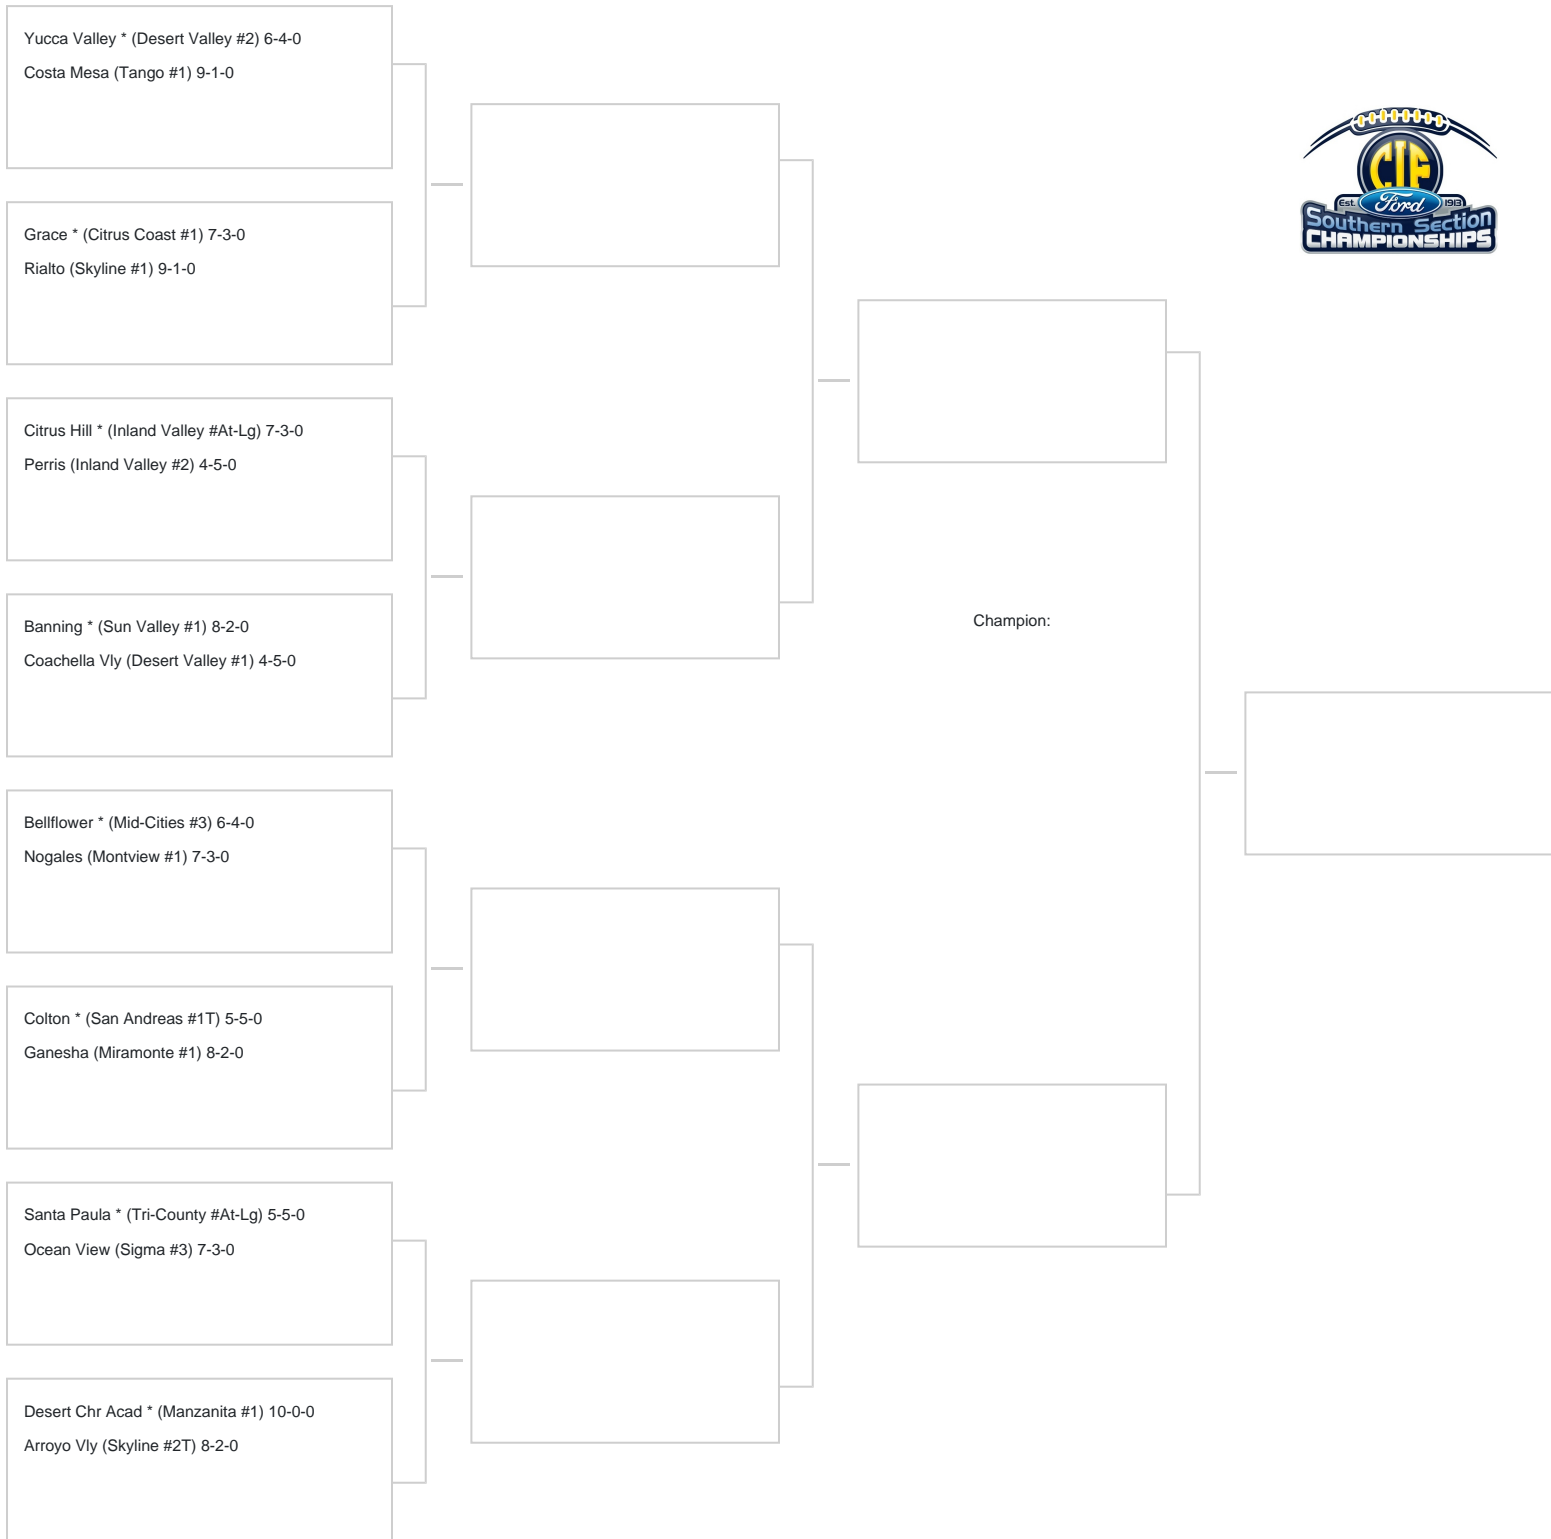 Yucca Valley * (Desert Valley #2) 6-4-0
Costa Mesa (Tango #1) 9-1-0
Grace * (Citrus Coast #1) 7-3-0
Rialto (Skyline #1) 9-1-0
Citrus Hill * (Inland Valley #At-Lg) 7-3-0
Perris (Inland Valley #2) 4-5-0
Banning * (Sun Valley #1) 8-2-0
Coachella Vly (Desert Valley #1) 4-5-0
Bellflower * (Mid-Cities #3) 6-4-0
Nogales (Montview #1) 7-3-0
Colton * (San Andreas #1T) 5-5-0
Ganesha (Miramonte #1) 8-2-0
Santa Paula * (Tri-County #At-Lg) 5-5-0
Ocean View (Sigma #3) 7-3-0
Desert Chr Acad * (Manzanita #1) 10-0-0
Arroyo Vly (Skyline #2T) 8-2-0
Champion:
CIF
Est. Ford 1913
Southern Section
CHAMPIONSHIPS